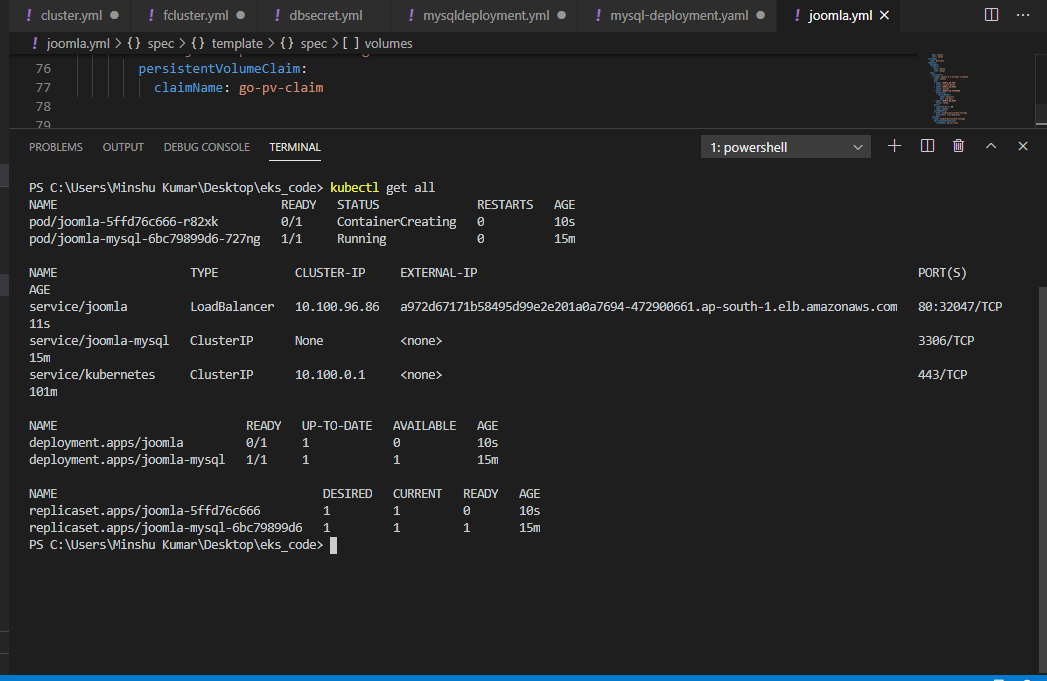 ! cluster.yml ● ! fcluster.yml ● ! dbsecret.yml ! mysqldeployment.yml ● ! mysql-deployment.yaml ● ! joomla.yml ×
! joomla.yml > {} spec > {} template > {} spec > [ ] volumes
76 persistentVolumeClaim:
77 claimName: go-pv-claim
78
79
PROBLEMS OUTPUT DEBUG CONSOLE TERMINAL 1: powershell
PS C:\Users\Minshu Kumar\Desktop\eks_code> kubectl get all
NAME READY STATUS RESTARTS AGE
pod/joomla-5ffd76c666-r82xk 0/1 ContainerCreating 0 10s
pod/joomla-mysql-6bc79899d6-727ng 1/1 Running 0 15m
NAME TYPE CLUSTER-IP EXTERNAL-IP PORT(S)
AGE
service/joomla LoadBalancer 10.100.96.86 a972d67171b58495d99e2e201a0a7694-472900661.ap-south-1.elb.amazonaws.com 80:32047/TCP
11s
service/joomla-mysql ClusterIP None <none> 3306/TCP
15m
service/kubernetes ClusterIP 10.100.0.1 <none> 443/TCP
101m
NAME READY UP-TO-DATE AVAILABLE AGE
deployment.apps/joomla 0/1 1 0 10s
deployment.apps/joomla-mysql 1/1 1 1 15m
NAME DESIRED CURRENT READY AGE
replicaset.apps/joomla-5ffd76c666 1 1 0 10s
replicaset.apps/joomla-mysql-6bc79899d6 1 1 1 15m
PS C:\Users\Minshu Kumar\Desktop\eks_code>